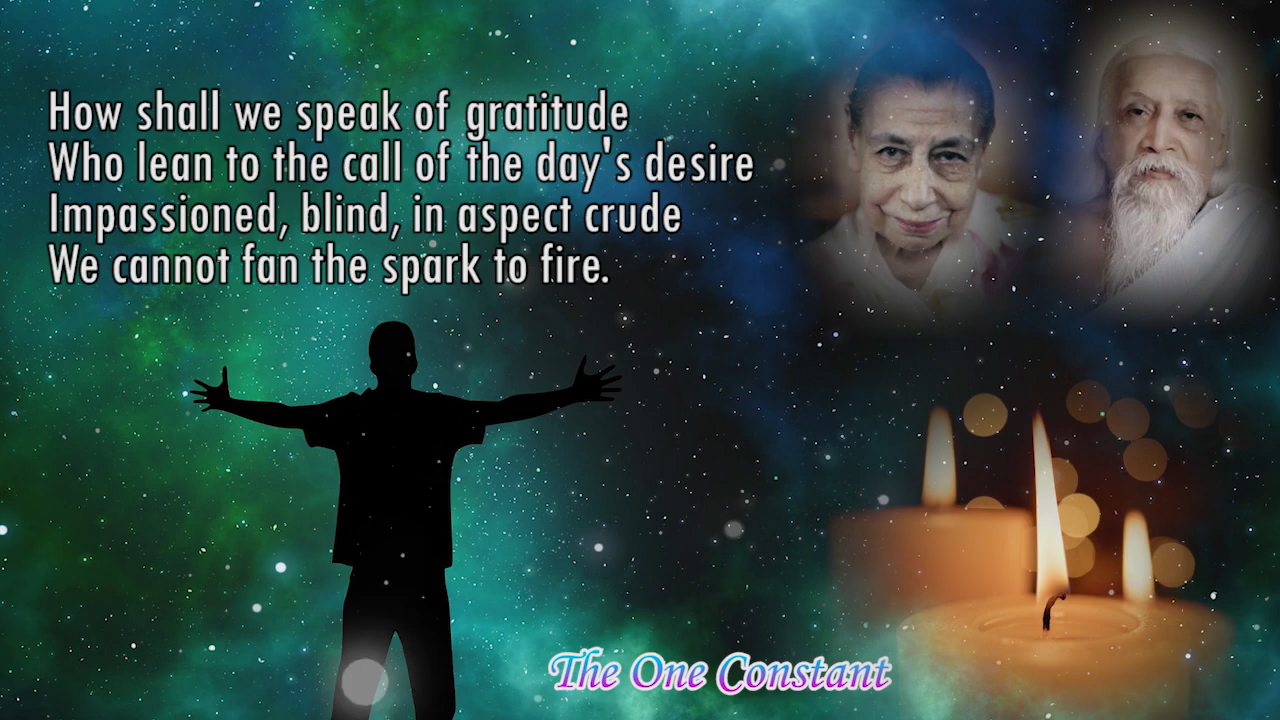 How shall we speak of gratitude
Who lean to the call of the day's desire
Impassioned, blind, in aspect crude
We cannot fan the spark to fire.
The One Constant